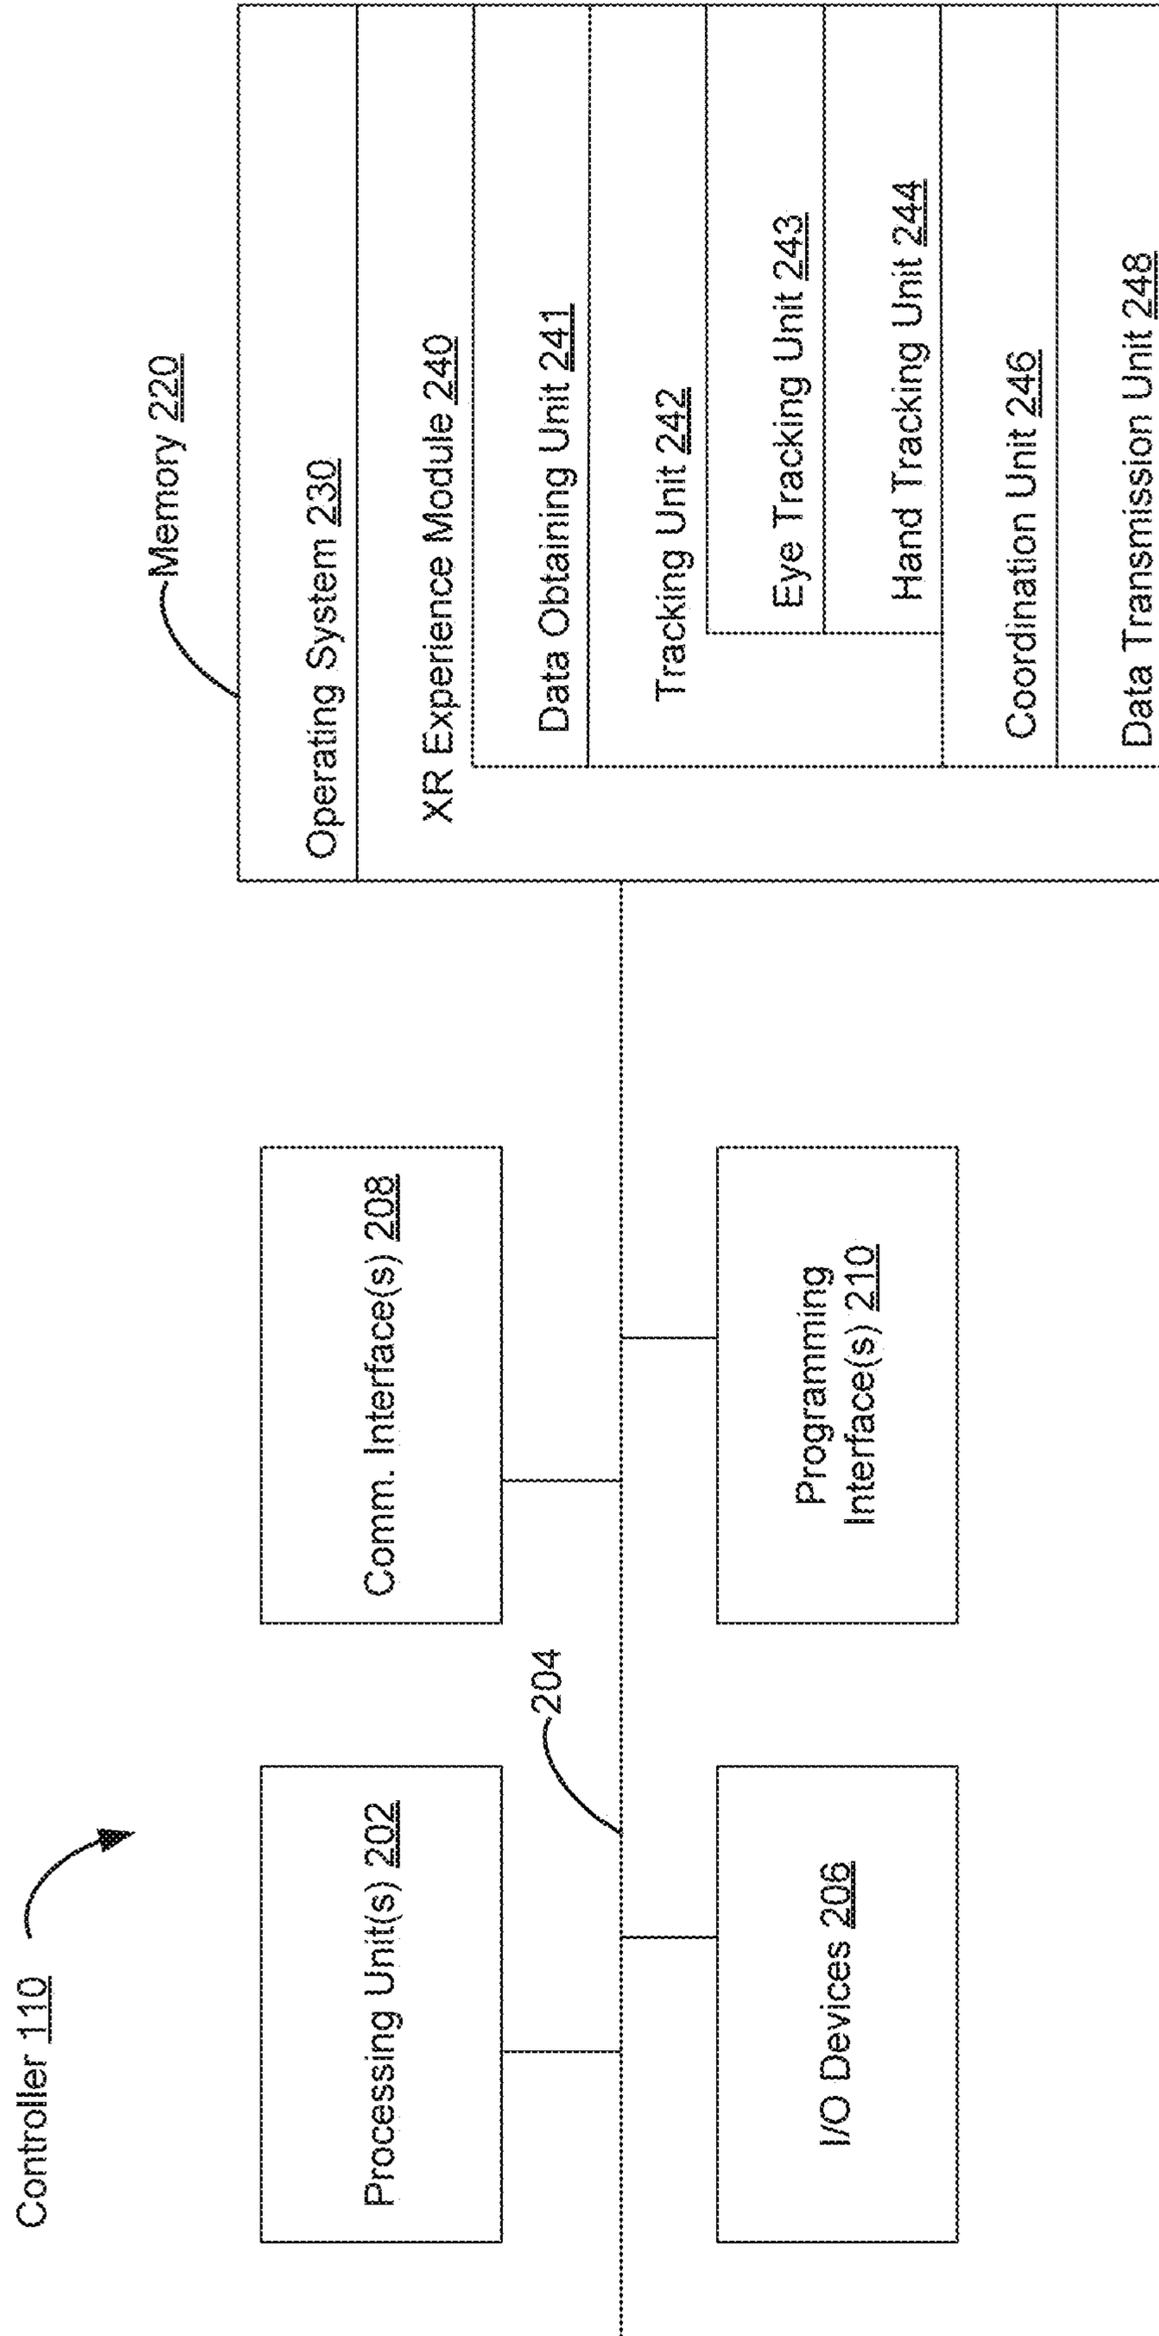 Controller 110
Processing Unit(s) 202
Comm. Interface(s) 208
204
I/O Devices 206
Programming
Interface(s) 210
Memory 220
Operating System 230
XR Experience Module 240
Data Obtaining Unit 241
Tracking Unit 242
Eye Tracking Unit 243
Hand Tracking Unit 244
Coordination Unit 246
Data Transmission Unit 248